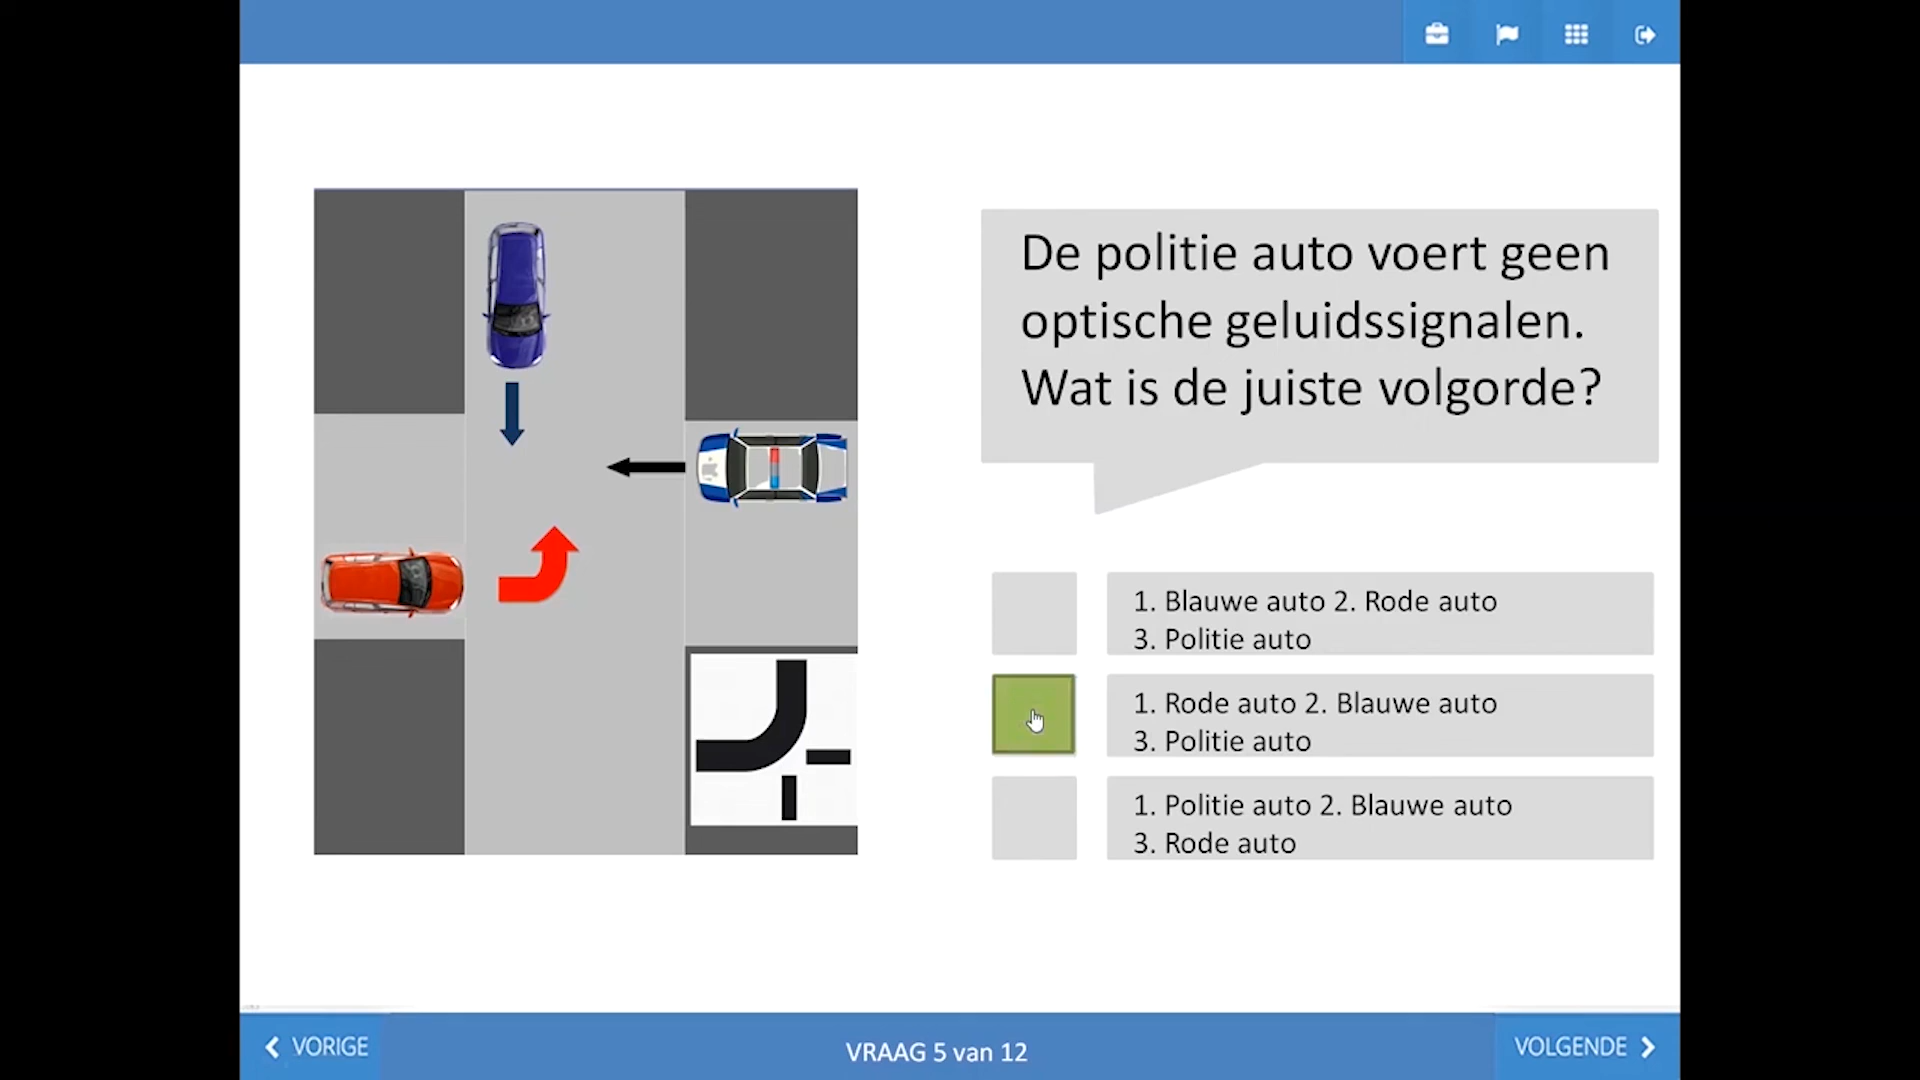 De politie auto voert geen
optische geluidssignalen.
Wat is de juiste volgorde?
1. Blauwe auto 2. Rode auto
3. Politie auto
1. Rode auto 2. Blauwe auto
3. Politie auto
1. Politie auto 2. Blauwe auto
3. Rode auto
VORIGE
VRAAG 5 van 12
VOLGENDE